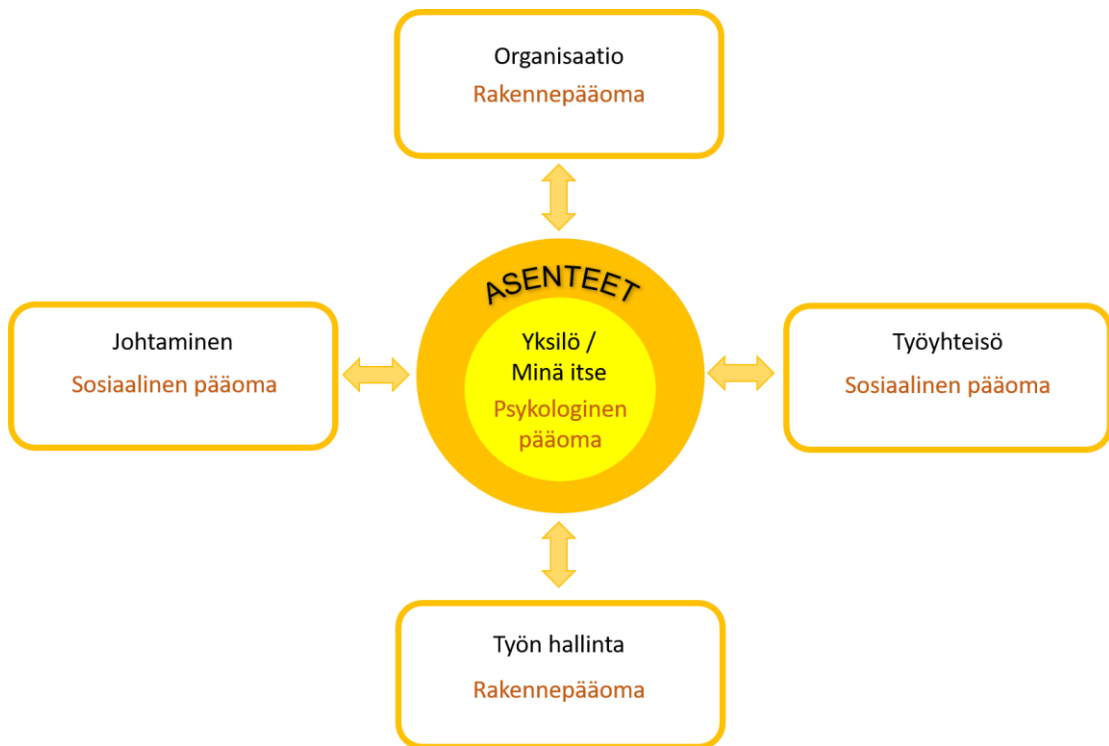 Organisaatio
Rakennepääoma
ASENTEET
Johtaminen
Sosiaalinen pääoma
Yksilö /
Minä itse
Psykologinen
pääoma
Työyhteisö
Sosiaalinen pääoma
Työn hallinta
Rakennepääoma